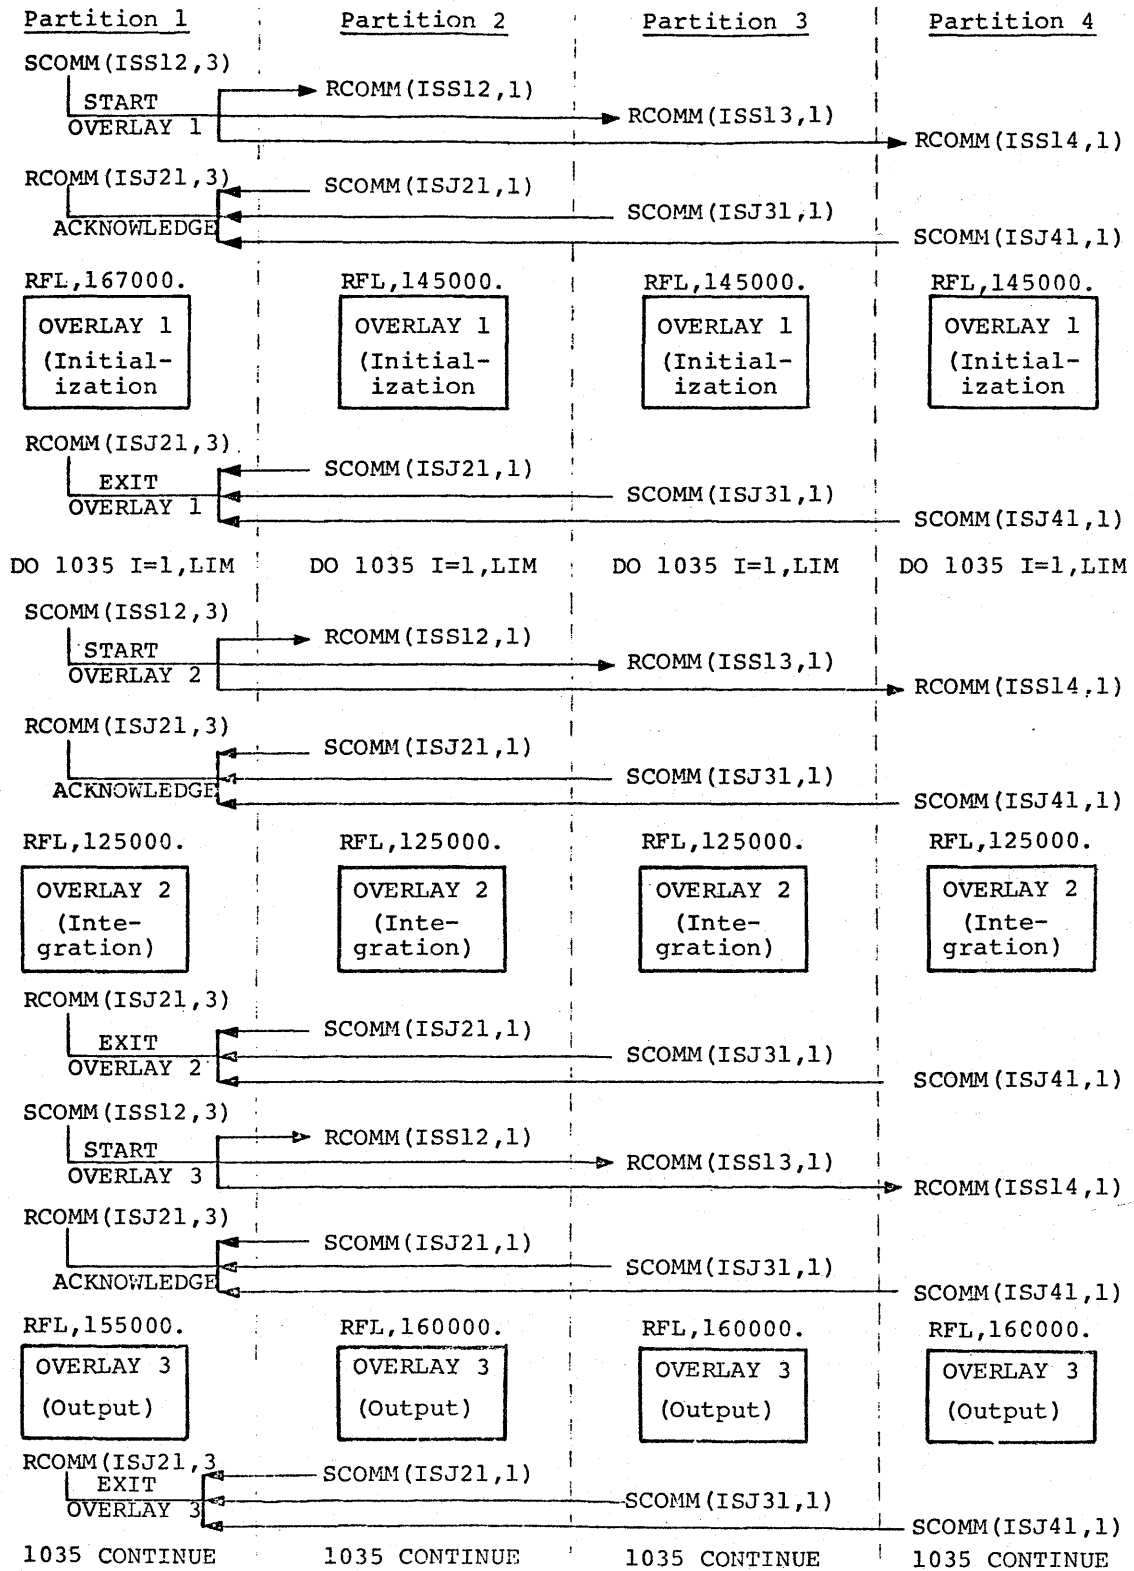 Partition 1 Partition 2 Partition 3 Partition 4
SCOMM(ISS12,3)
START
OVERLAY 1
RCOMM(ISS12,1)
RCOMM(ISS13,1)
RCOMM(ISS14,1)
RCOMM(ISJ21,3)
ACKNOWLEDGE
SCOMM(ISJ21,1)
SCOMM(ISJ31,1)
SCOMM(ISJ41,1)
RFL,167000. RFL,145000. RFL,145000. RFL,145000.
OVERLAY 1 OVERLAY 1 OVERLAY 1 OVERLAY 1
(Initial- (Initial- (Initial- (Initial-
ization ization ization ization
RCOMM(ISJ21,3)
EXIT
OVERLAY 1
SCOMM(ISJ21,1)
SCOMM(ISJ31,1)
SCOMM(ISJ41,1)
DO 1035 I=1,LIM DO 1035 I=1,LIM DO 1035 I=1,LIM DO 1035 I=1,LIM
SCOMM(ISS12,3)
START
OVERLAY 2
RCOMM(ISS12,1)
RCOMM(ISS13,1)
RCOMM(ISS14,1)
RCOMM(ISJ21,3)
ACKNOWLEDGE
SCOMM(ISJ21,1)
SCOMM(ISJ31,1)
SCOMM(ISJ41,1)
RFL,125000. RFL,125000. RFL,125000. RFL,125000.
OVERLAY 2 OVERLAY 2 OVERLAY 2 OVERLAY 2
(Inte- (Inte- (Inte- (Inte-
gration) gration) gration) gration)
RCOMM(ISJ21,3)
EXIT
OVERLAY 2
SCOMM(ISJ21,1)
SCOMM(ISJ31,1)
SCOMM(ISJ41,1)
SCOMM(ISS12,3)
START
OVERLAY 3
RCOMM(ISS12,1)
RCOMM(ISS13,1)
RCOMM(ISS14,1)
RCOMM(ISJ21,3)
ACKNOWLEDGE
SCOMM(ISJ21,1)
SCOMM(ISJ31,1)
SCOMM(ISJ41,1)
RFL,155000. RFL,160000. RFL,160000. RFL,160000.
OVERLAY 3 OVERLAY 3 OVERLAY 3 OVERLAY 3
(Output) (Output) (Output) (Output)
RCOMM(ISJ21,3
EXIT
OVERLAY 3
SCOMM(ISJ21,1)
SCOMM(ISJ31,1)
SCOMM(ISJ41,1)
1035 CONTINUE 1035 CONTINUE 1035 CONTINUE 1035 CONTINUE